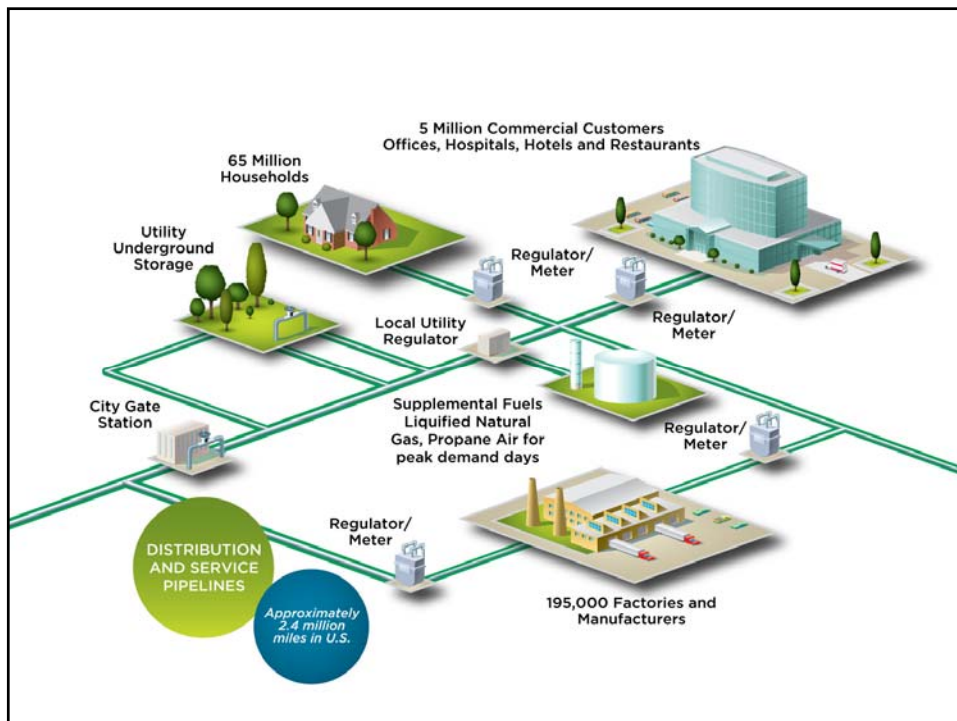 5 Million Commercial Customers
Offices, Hospitals, Hotels and Restaurants
65 Million
Households
Utility
Underground
Storage
Regulator/
Meter
Regulator/
Meter
Local Utility
Regulator
City Gate
Station
Supplemental Fuels
Liquified Natural
Gas, Propane Air for
peak demand days
Regulator/
Meter
Regulator/
Meter
DISTRIBUTION
AND SERVICE
PIPELINES
Approximately
2.4 million
miles in U.S.
195,000 Factories and
Manufacturers